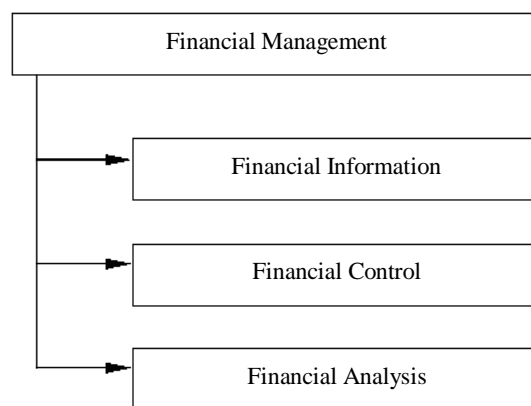 Financial Management
Financial Information
Financial Control
Financial Analysis